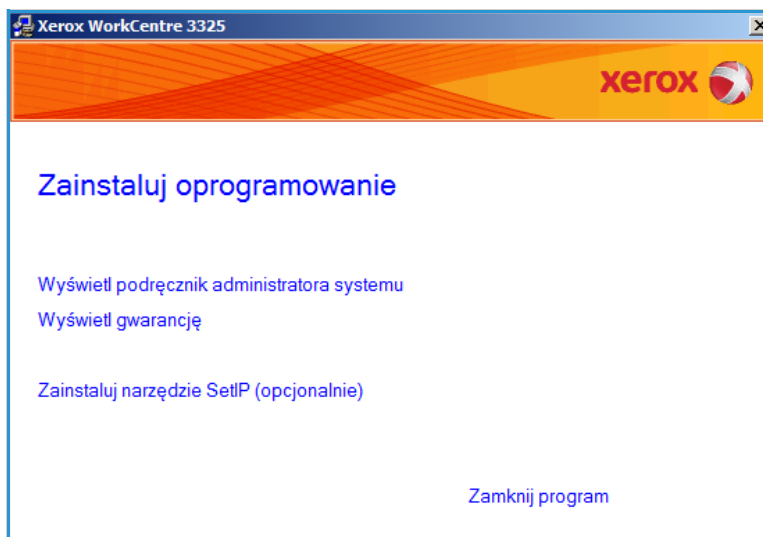 Xerox WorkCentre 3325
xerox
Zainstaluj oprogramowanie
Wyświetl podręcznik administratora systemu
Wyświetl gwarancję
Zainstaluj narzędzie SetIP (opcjonalnie)
Zamknij program